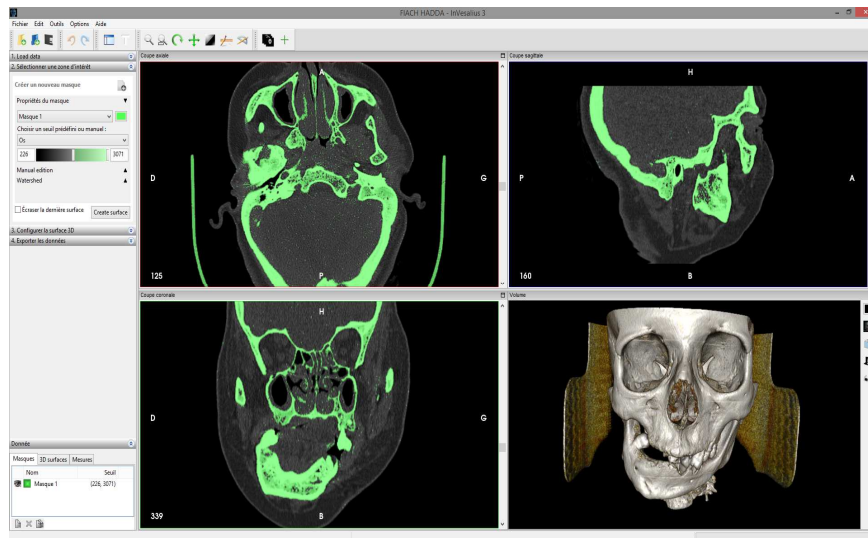 FIACH HADDA - InVesalius 3
Fichier Edit Outils Options Aide
1. Load data
2. Sélectionner une zone d'intérêt
Créer un nouveau masque
Propriétés du masque
Masque 1
Choisir un seuil prédéfini ou manual :
Os
226 3071
Manual edition
Watershed
Écraser la dernière surface Create surface
3. Configurer la surface 3D
4. Exporter les données
Donnée
Masques 3D surfaces Mesures
Nom Seuil
Masque 1 (226, 3071)
Coupe axiale
A
D G
125 P
Coupe sagittale
H
P A
160 B
Coupe coronale
H
D G
339 B
Volume